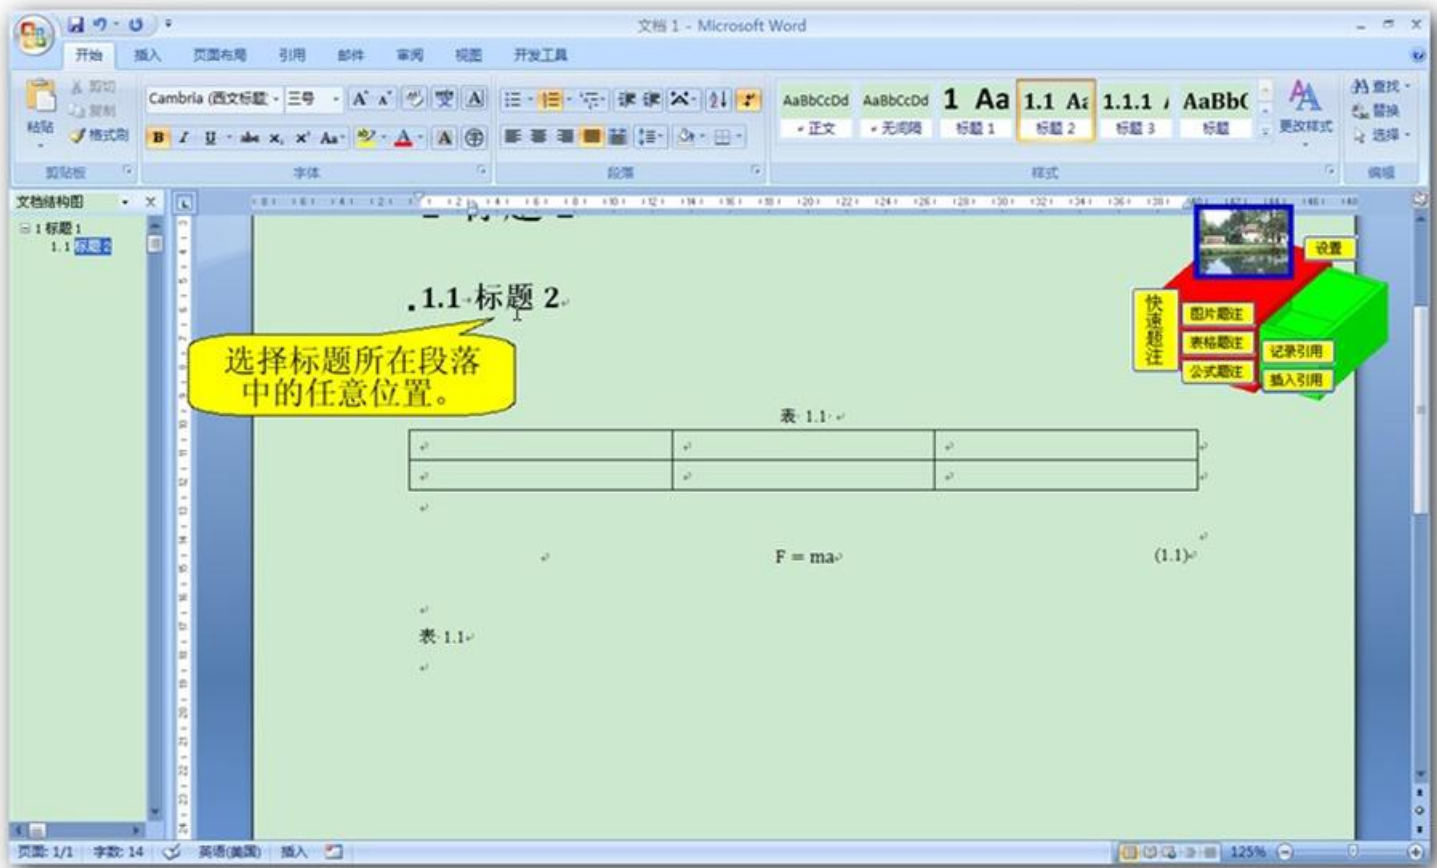 文档 1 - Microsoft Word
开始 插入 页面布局 引用 邮件 审阅 视图 开发工具
粘贴
剪切
复制
格式刷
剪贴板
Cambria (西文标题 三号
B I U abc x₂ x² Aa A A
字体
段落
AaBbCcDd AaBbCcDd 1 Aa 1.1 Aa 1.1.1 AaBbC
正文 无间隔 标题 1 标题 2 标题 3 标题
更改样式
样式
查找
替换
选择
编辑
文档结构图
1 标题 1
1.1 标题 2
1.1 标题 2
选择标题所在段落
中的任意位置。
设置
快速题注
图片题注
表格题注
公式题注
记录引用
插入引用
表 1.1
F = ma
(1.1)
表 1.1
页面: 1/1 字数: 14 英语(美国) 插入
125%